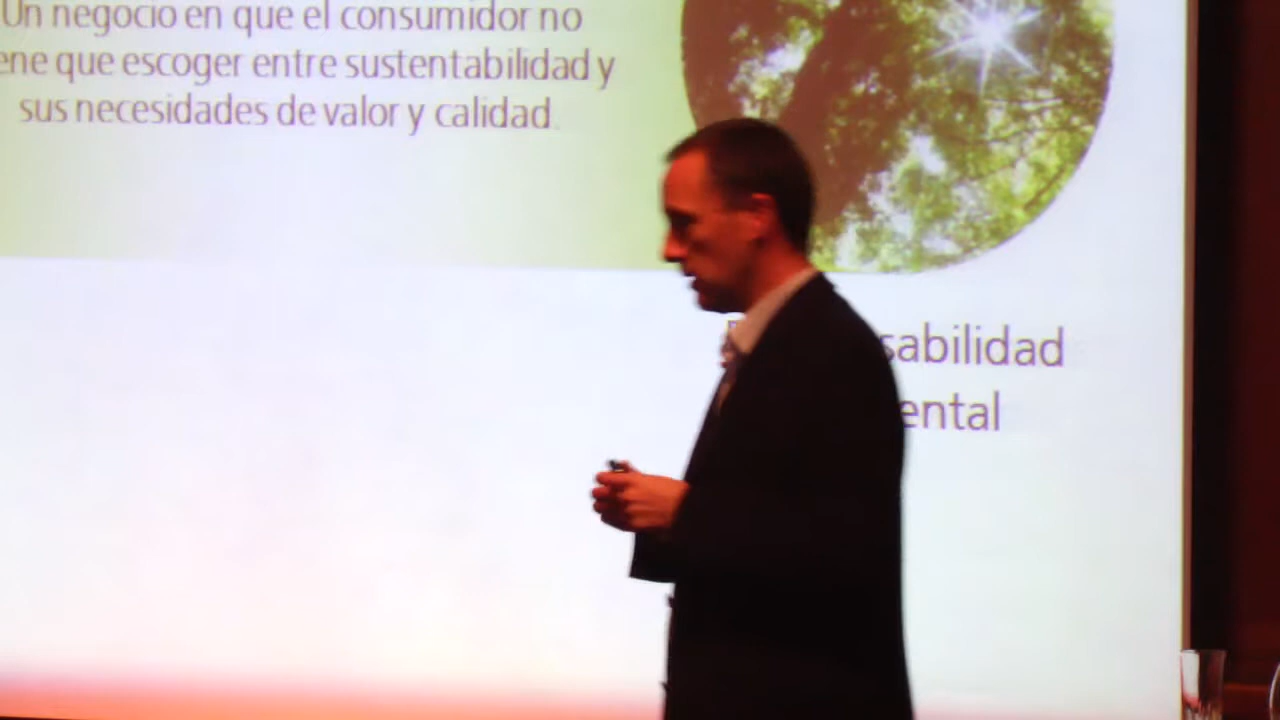 Un negocio en que el consumidor no
ene que escoger entre sustentabilidad y
sus necesidades de valor y calidad.
sabilidad
ental